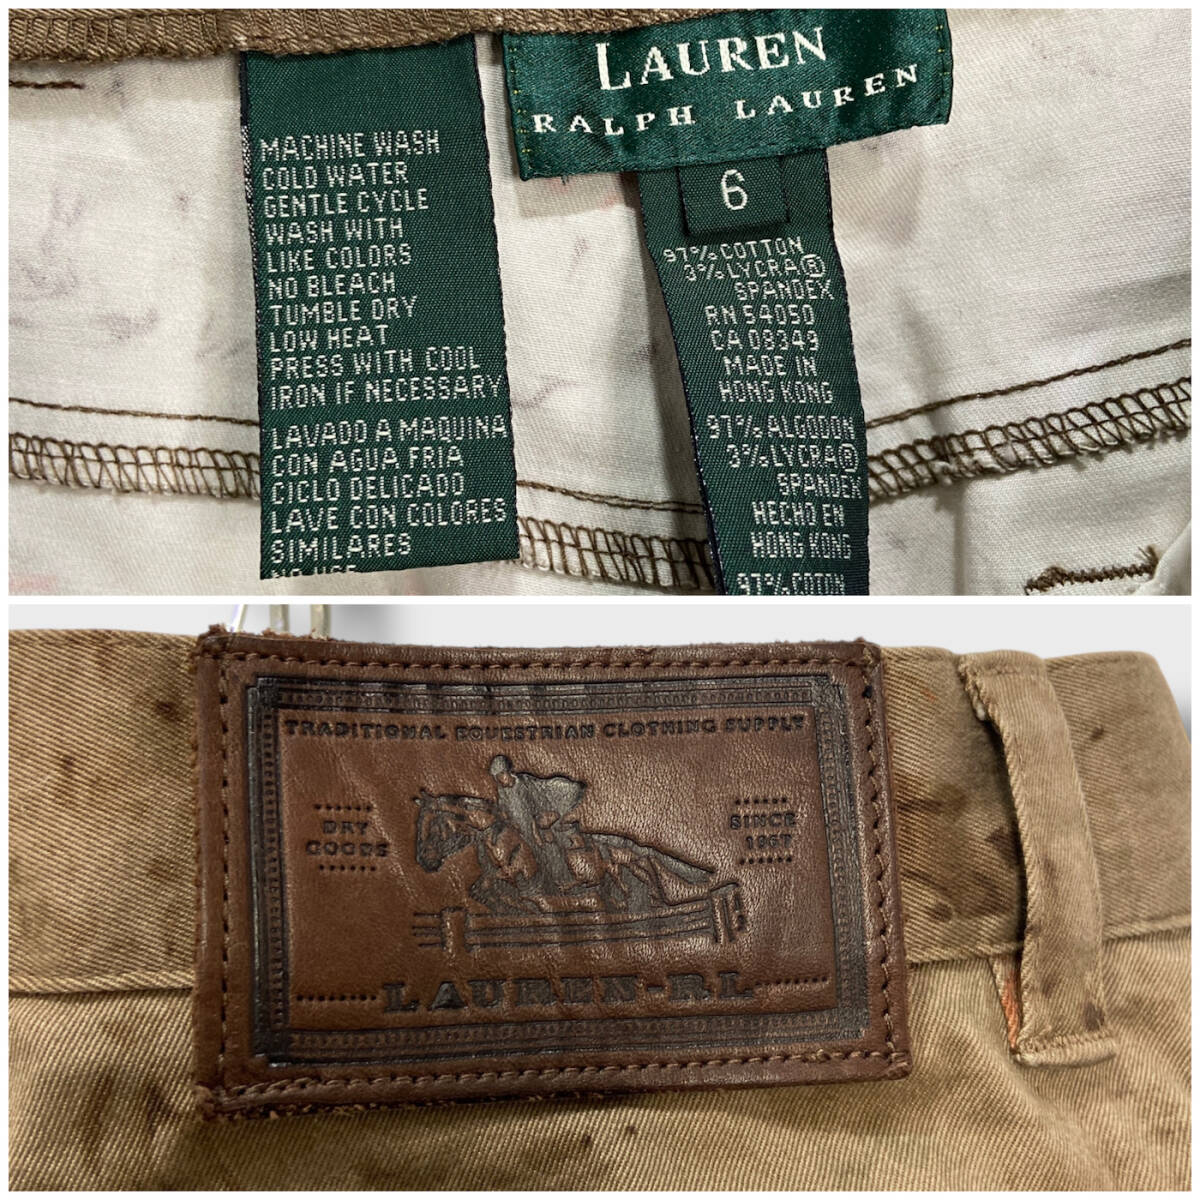 MACHINE WASH
COLD WATER
GENTLE CYCLE
WASH WITH
LIKE COLORS
NO BLEACH
TUMBLE DRY
LOW HEAT
PRESS WITH COOL
IRON IF NECESSARY
LAVADO A MAQUINA
CON AGUA FRIA
CICLO DELICADO
LAVE CON COLORES
SIMILARES
LAUREN
RALPH LAUREN
6
97% COTTON
3% LYCRA®
SPANDEX
RN 54050
CA 08349
MADE IN
HONG KONG
97% ALGODON
3% LYCRA®
SPANDEX
HECHO EN
HONG KONG
97% COTON
TRADITIONAL EQUESTRIAN CLOTHING SUPPLY
DRY
GOODS
SINCE
1967
LAUREN-RL